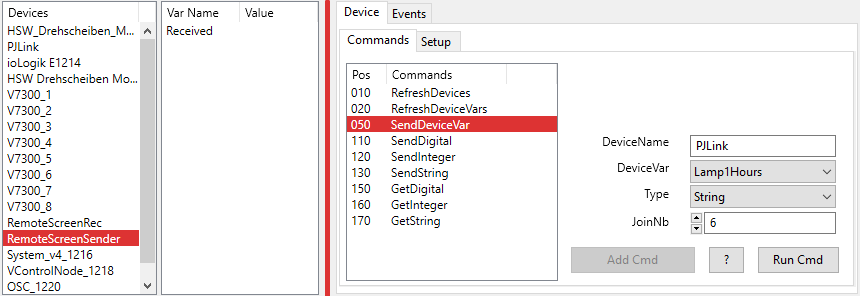 Devices
HSW_Drehscheiben_M...
PJLink
ioLogik E1214
HSW Drehscheiben Mo...
V7300_1
V7300_2
V7300_3
V7300_4
V7300_5
V7300_6
V7300_7
V7300_8
RemoteScreenRec
RemoteScreenSender
System_v4_1216
VControlNode_1218
OSC_1220
Var Name Value
Received
Device Events
Commands Setup
Pos Commands
010 RefreshDevices
020 RefreshDeviceVars
050 SendDeviceVar
110 SendDigital
120 SendInteger
130 SendString
150 GetDigital
160 GetInteger
170 GetString
DeviceName PJLink
DeviceVar Lamp1Hours
Type String
JoinNb 6
Add Cmd ? Run Cmd